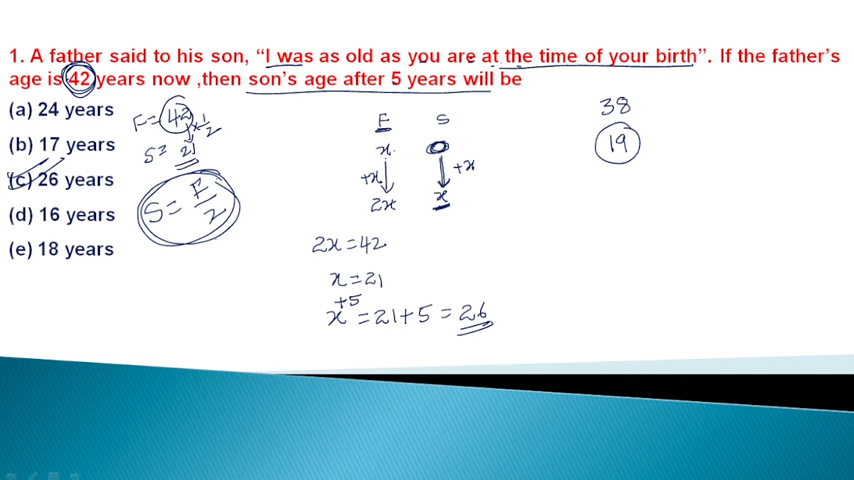 1. A father said to his son, “I was as old as you are at the time of your birth”. If the father’s
age is 42 years now ,then son’s age after 5 years will be
(a) 24 years
(b) 17 years
(c) 26 years
(d) 16 years
(e) 18 years
F = 42
×1/2
S = 21
S = F/2
F S
x 0
+x +x
2x x
2x = 42
x = 21
+5
x = 21 + 5 = 26
38
19